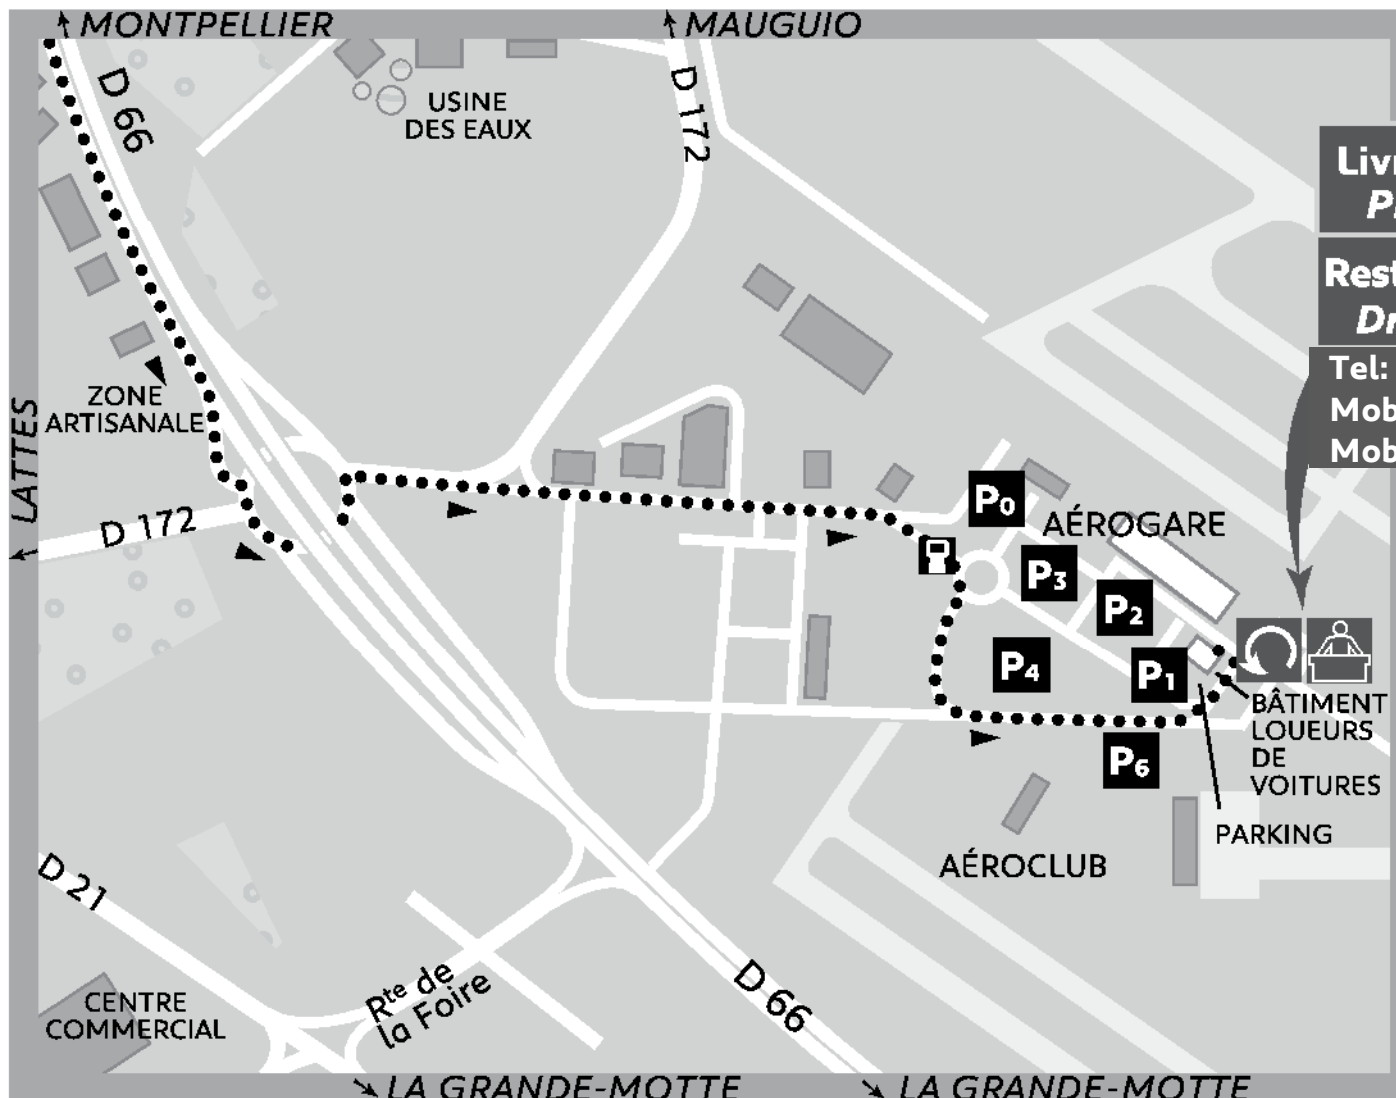 MONTPELLIER
MAUGUIO
D 66
D 172
USINE
DES EAUX
Tel:
ZONE
ARTISANALE
LATTES
D 172
P0
AÉROGARE
P3
P2
P4
P1
BÂTIMENT
LOUEURS
DE
VOITURES
P6
PARKING
AÉROCLUB
D 21
Rte de
la Foire
D 66
CENTRE
COMMERCIAL
LA GRANDE-MOTTE
LA GRANDE-MOTTE